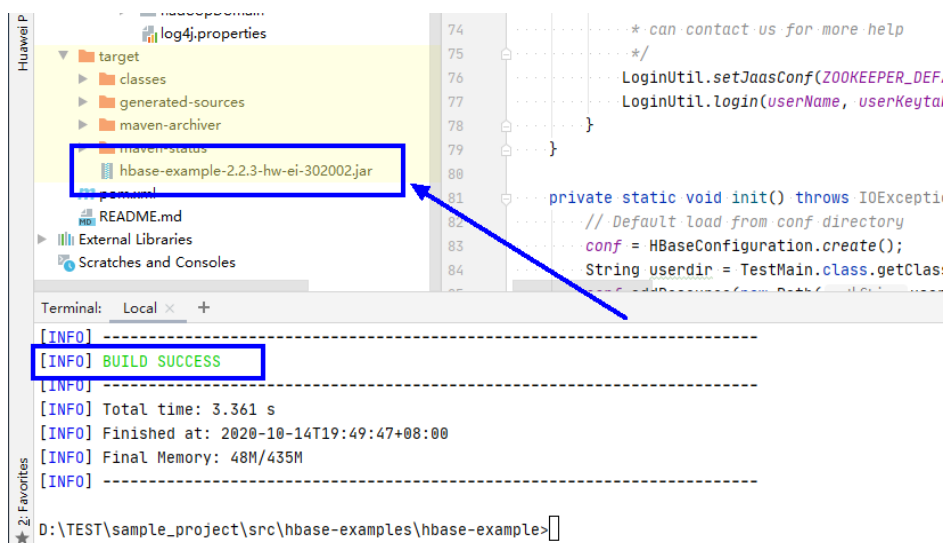 Huawei P
log4j.properties
target
classes
generated-sources
maven-archiver
maven-status
hbase-example-2.2.3-hw-ei-302002.jar
pom.xml
README.md
External Libraries
Scratches and Consoles
74 * can contact us for more help
75 */
76 LoginUtil.setJaasConf(ZOOKEEPER_DEFA
77 LoginUtil.login(userName, userKeytab
78 }
79 }
80
81 private static void init() throws IOExceptio
82 // Default load from conf directory
83 conf = HBaseConfiguration.create();
84 String userdir = TestMain.class.getClass
Terminal: Local × +
[INFO] ------------------------------------------------------------------------
[INFO] BUILD SUCCESS
[INFO] ------------------------------------------------------------------------
[INFO] Total time: 3.361 s
[INFO] Finished at: 2020-10-14T19:49:47+08:00
[INFO] Final Memory: 48M/435M
[INFO] ------------------------------------------------------------------------
D:\TEST\sample_project\src\hbase-examples\hbase-example>
2: Favorites